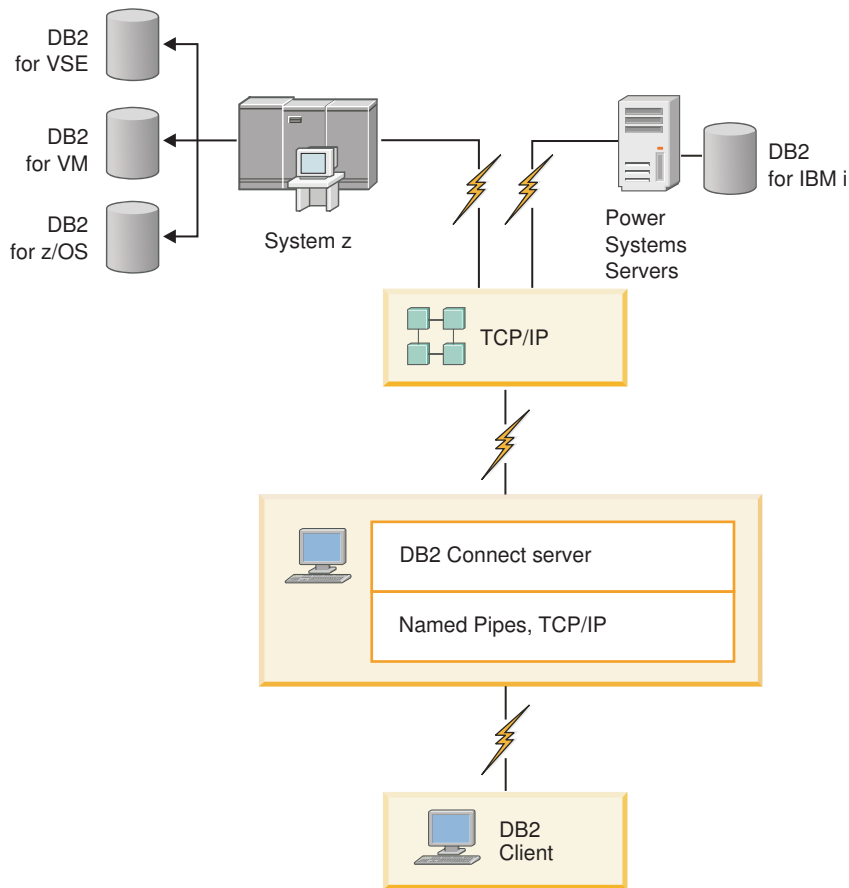 DB2
for VSE
DB2
for VM
DB2
for z/OS
System z
Power
Systems
Servers
DB2
for IBM i
TCP/IP
DB2 Connect server
Named Pipes, TCP/IP
DB2
Client